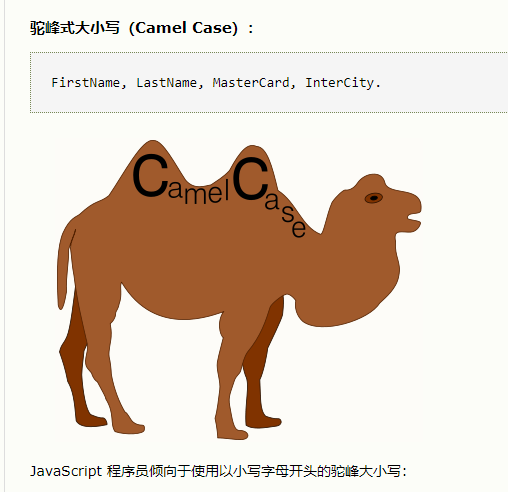 驼峰式大小写（Camel Case）：
FirstName, LastName, MasterCard, InterCity.
CamelCase
JavaScript 程序员倾向于使用以小写字母开头的驼峰大小写：